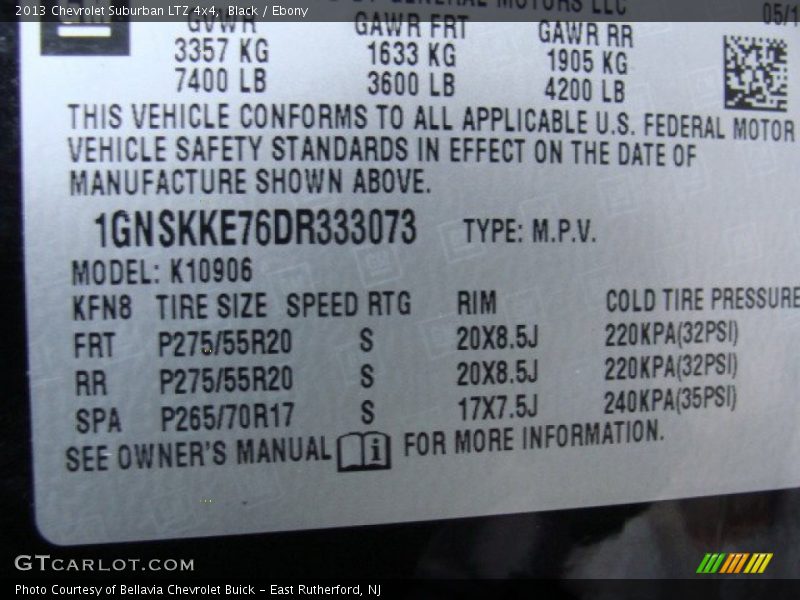 2013 Chevrolet Suburban LTZ 4x4, Black / Ebony
GENERAL MOTORS LLC
05/1
GVWR GAWR FRT GAWR RR
3357 KG 1633 KG 1905 KG
7400 LB 3600 LB 4200 LB
THIS VEHICLE CONFORMS TO ALL APPLICABLE U.S. FEDERAL MOTOR
VEHICLE SAFETY STANDARDS IN EFFECT ON THE DATE OF
MANUFACTURE SHOWN ABOVE.
1GNSKKE76DR333073 TYPE: M.P.V.
MODEL: K10906
KFN8 TIRE SIZE SPEED RTG RIM COLD TIRE PRESSURE
FRT P275/55R20 S 20X8.5J 220KPA(32PSI)
RR P275/55R20 S 20X8.5J 220KPA(32PSI)
SPA P265/70R17 S 17X7.5J 240KPA(35PSI)
SEE OWNER'S MANUAL i FOR MORE INFORMATION.
GTCARLOT.COM
Photo Courtesy of Bellavia Chevrolet Buick - East Rutherford, NJ